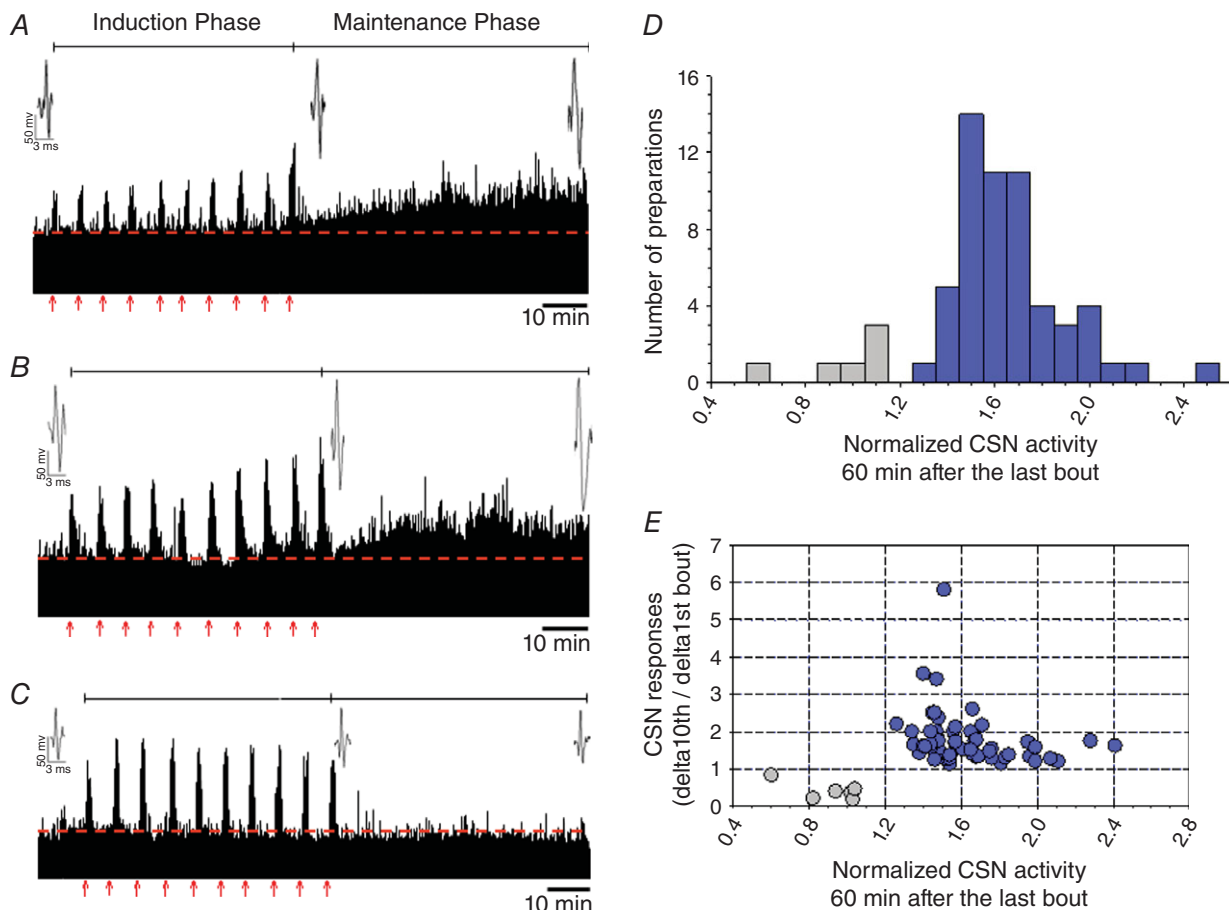 A
Induction Phase
Maintenance Phase
50 mv
3 ms
10 min
B
50 mv
3 ms
10 min
C
50 mv
3 ms
10 min
D
Number of preparations
16
12
8
4
0
0.4
0.8
1.2
1.6
2.0
2.4
Normalized CSN activity
60 min after the last bout
E
CSN responses
(delta10th / delta1st bout)
7
6
5
4
3
2
1
0
0.4
0.8
1.2
1.6
2.0
2.4
2.8
Normalized CSN activity
60 min after the last bout